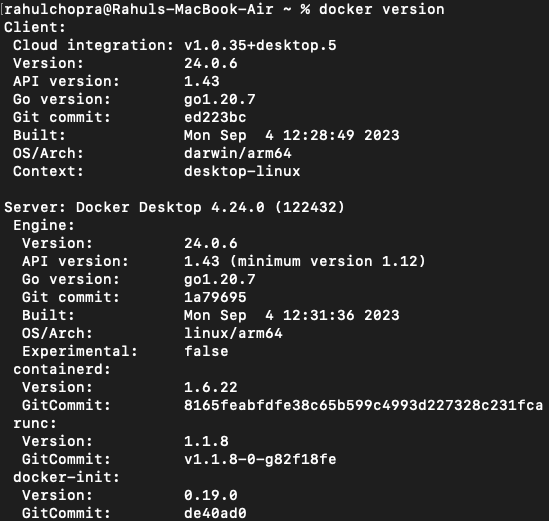 [rahulchopra@Rahuls-MacBook-Air ~ % docker version
Client:
 Cloud integration: v1.0.35+desktop.5
 Version:           24.0.6
 API version:       1.43
 Go version:        go1.20.7
 Git commit:        ed223bc
 Built:             Mon Sep  4 12:28:49 2023
 OS/Arch:           darwin/arm64
 Context:           desktop-linux

Server: Docker Desktop 4.24.0 (122432)
 Engine:
  Version:          24.0.6
  API version:      1.43 (minimum version 1.12)
  Go version:       go1.20.7
  Git commit:       1a79695
  Built:            Mon Sep  4 12:31:36 2023
  OS/Arch:          linux/arm64
  Experimental:     false
 containerd:
  Version:          1.6.22
  GitCommit:        8165feabfdfe38c65b599c4993d227328c231fca
 runc:
  Version:          1.1.8
  GitCommit:        v1.1.8-0-g82f18fe
 docker-init:
  Version:          0.19.0
  GitCommit:        de40ad0